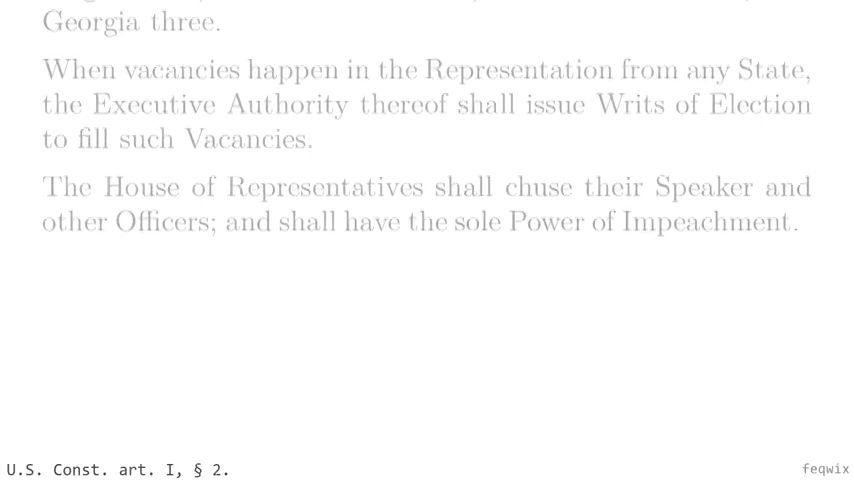 Georgia three.
When vacancies happen in the Representation from any State,
the Executive Authority thereof shall issue Writs of Election
to fill such Vacancies.
The House of Representatives shall chuse their Speaker and
other Officers; and shall have the sole Power of Impeachment.
U.S. Const. art. I, § 2.
feqwix